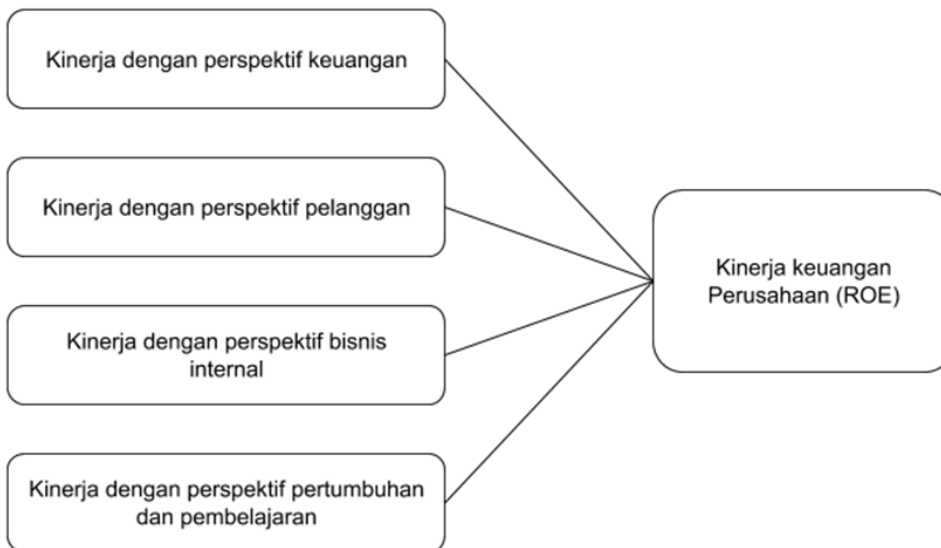 Kinerja dengan perspektif keuangan
Kinerja dengan perspektif pelanggan
Kinerja dengan perspektif bisnis
internal
Kinerja dengan perspektif pertumbuhan
dan pembelajaran
Kinerja keuangan
Perusahaan (ROE)